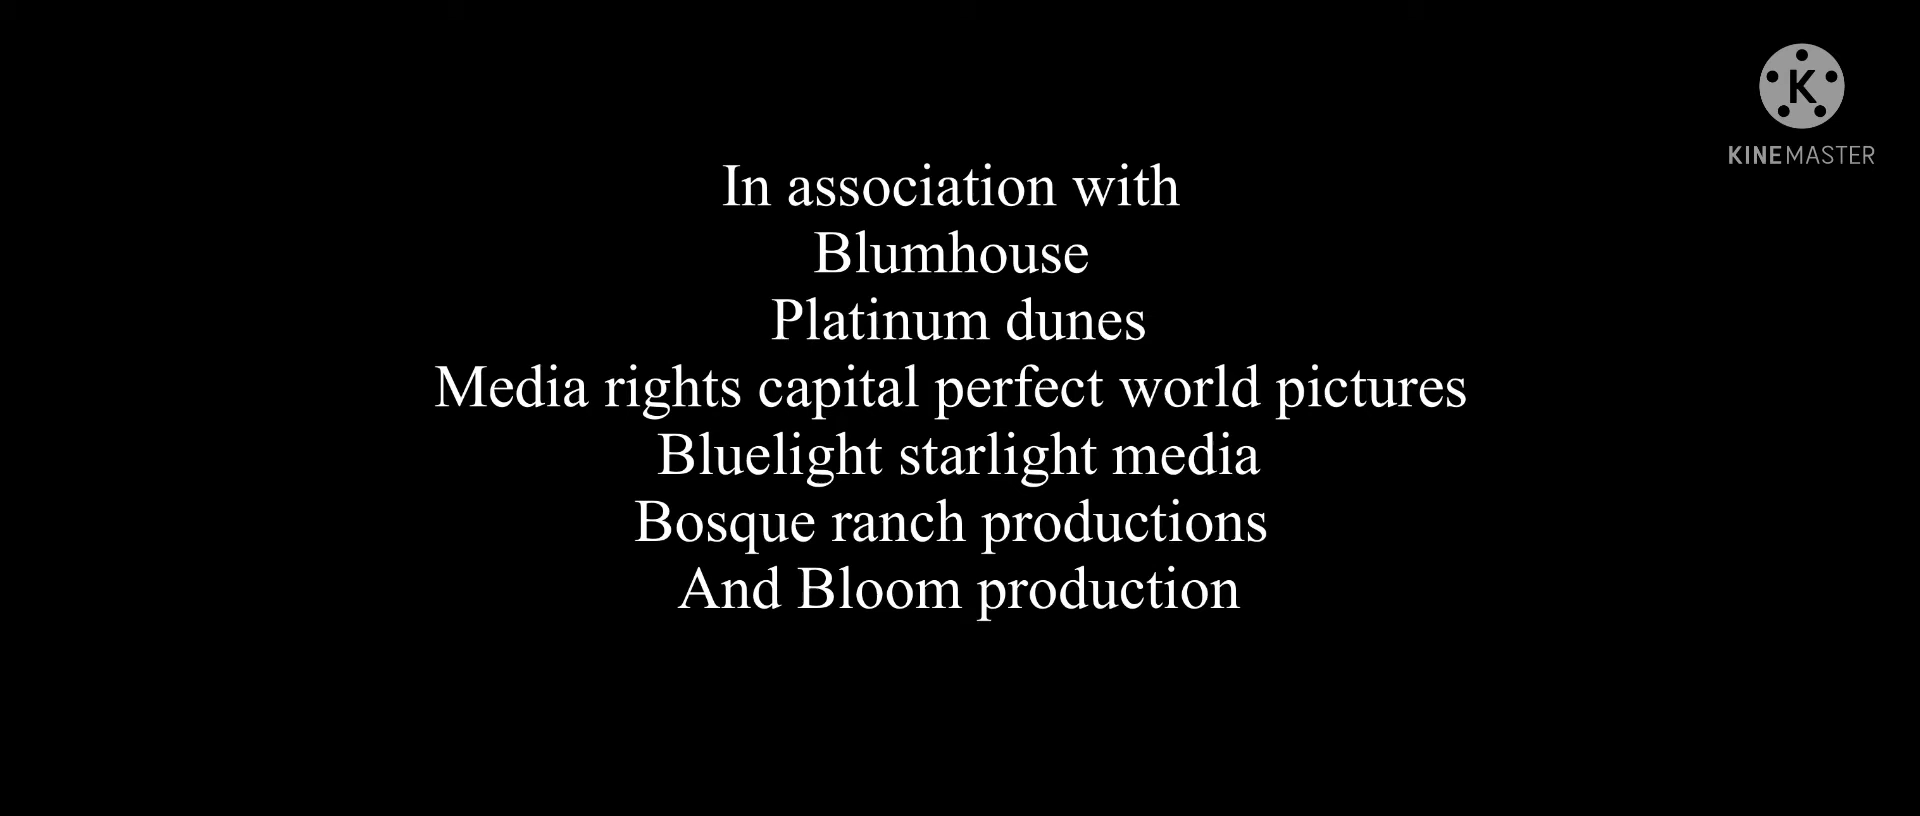 K
KINEMASTER
In association with
Blumhouse
Platinum dunes
Media rights capital perfect world pictures
Bluelight starlight media
Bosque ranch productions
And Bloom production